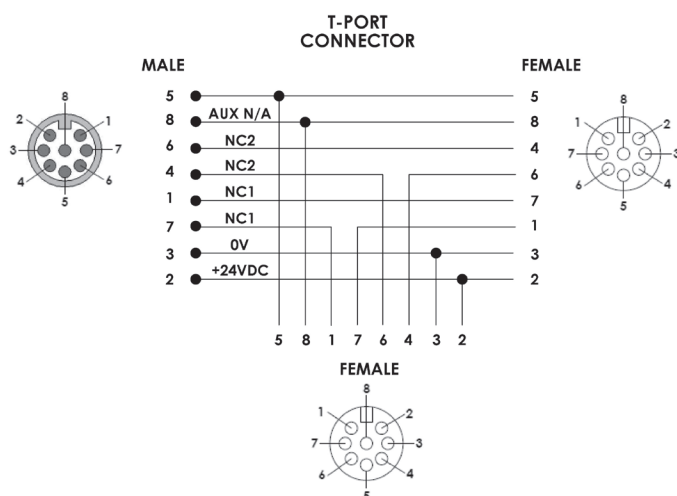 T-PORT
CONNECTOR
MALE
FEMALE
5 5
8 AUX N/A 8
6 NC2 4
4 NC2 6
1 NC1 7
7 NC1 1
3 0V 3
2 +24VDC 2
8
2 1
3 7
4 6
5
8
1 2
7 3
6 4
5
5 8 1 7 6 4 3 2
FEMALE
8
1 2
7 3
6 4
5